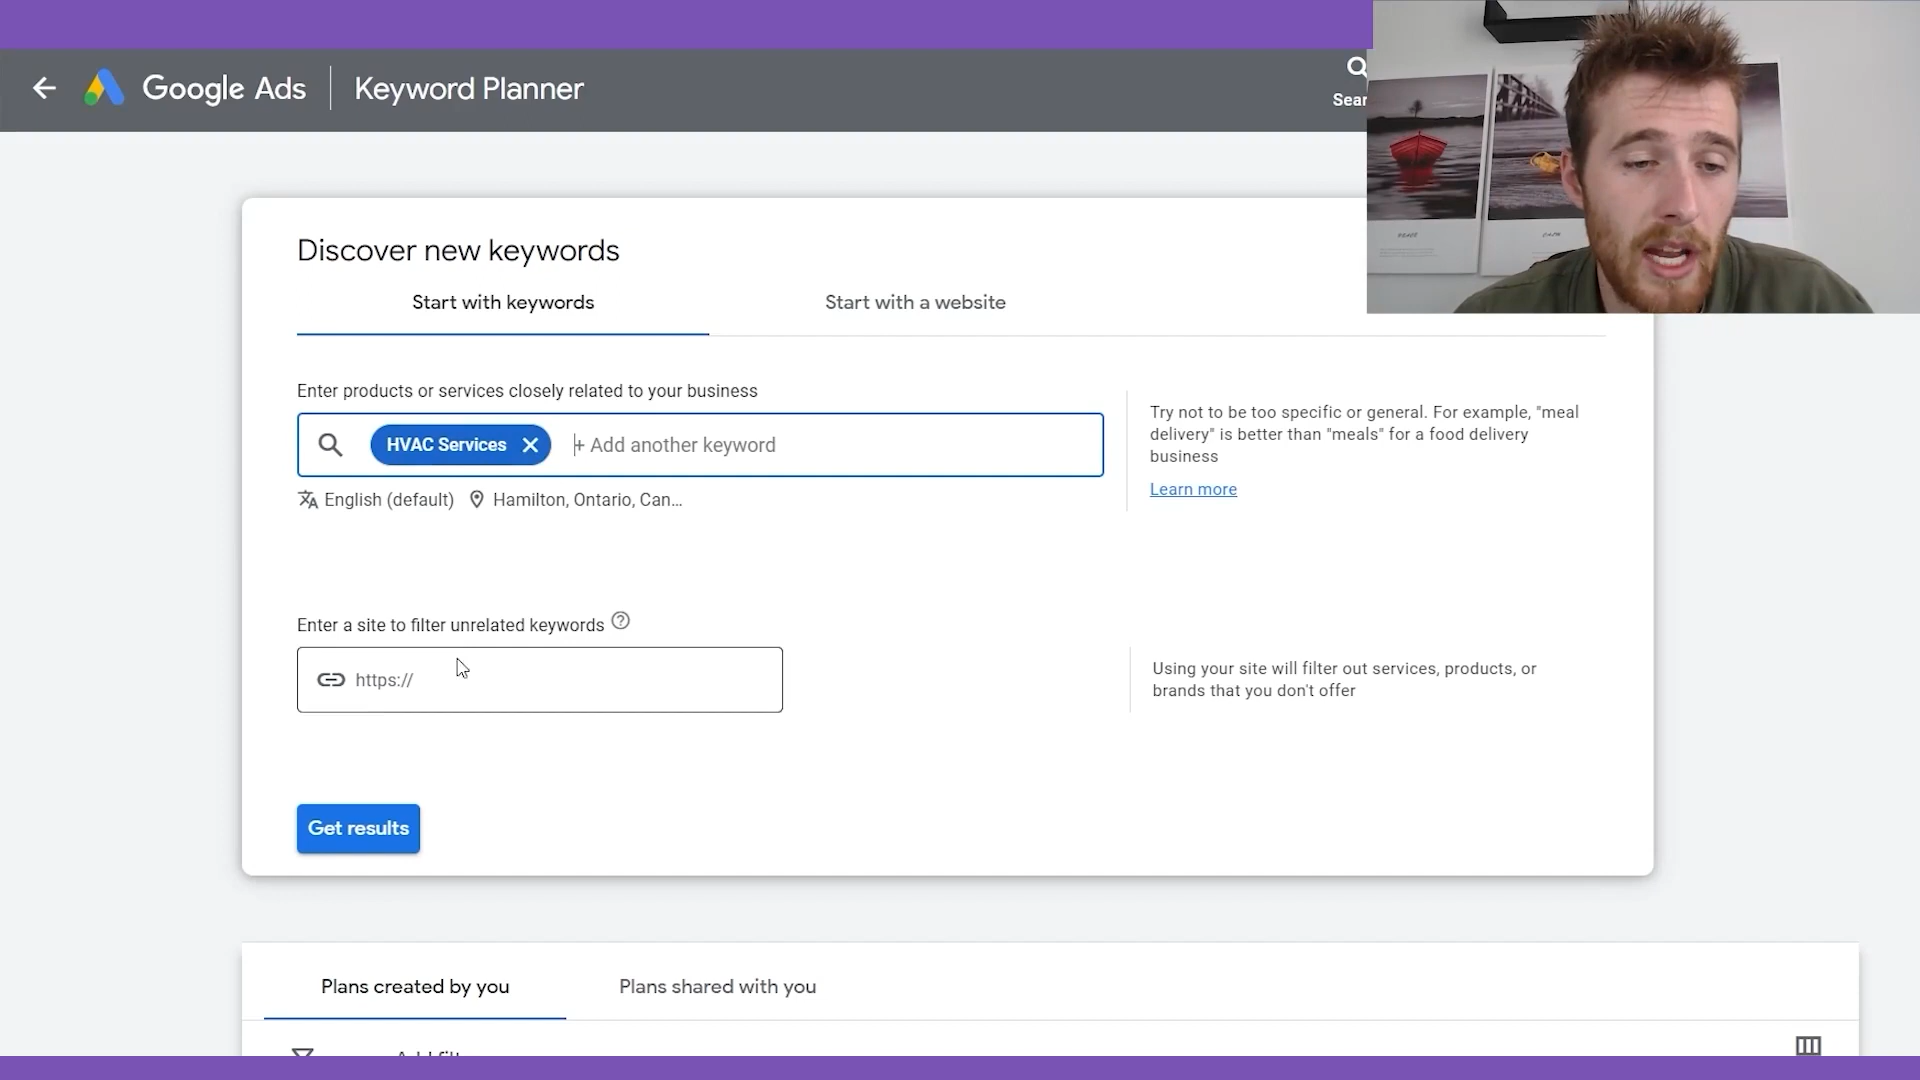 Google Ads | Keyword Planner
Sear
Discover new keywords
Start with keywords
Start with a website
Enter products or services closely related to your business
HVAC Services
+ Add another keyword
English (default)
Hamilton, Ontario, Can...
Try not to be too specific or general. For example, "meal
delivery" is better than "meals" for a food delivery
business
Learn more
Enter a site to filter unrelated keywords
https://
Using your site will filter out services, products, or
brands that you don't offer
Get results
Plans created by you
Plans shared with you